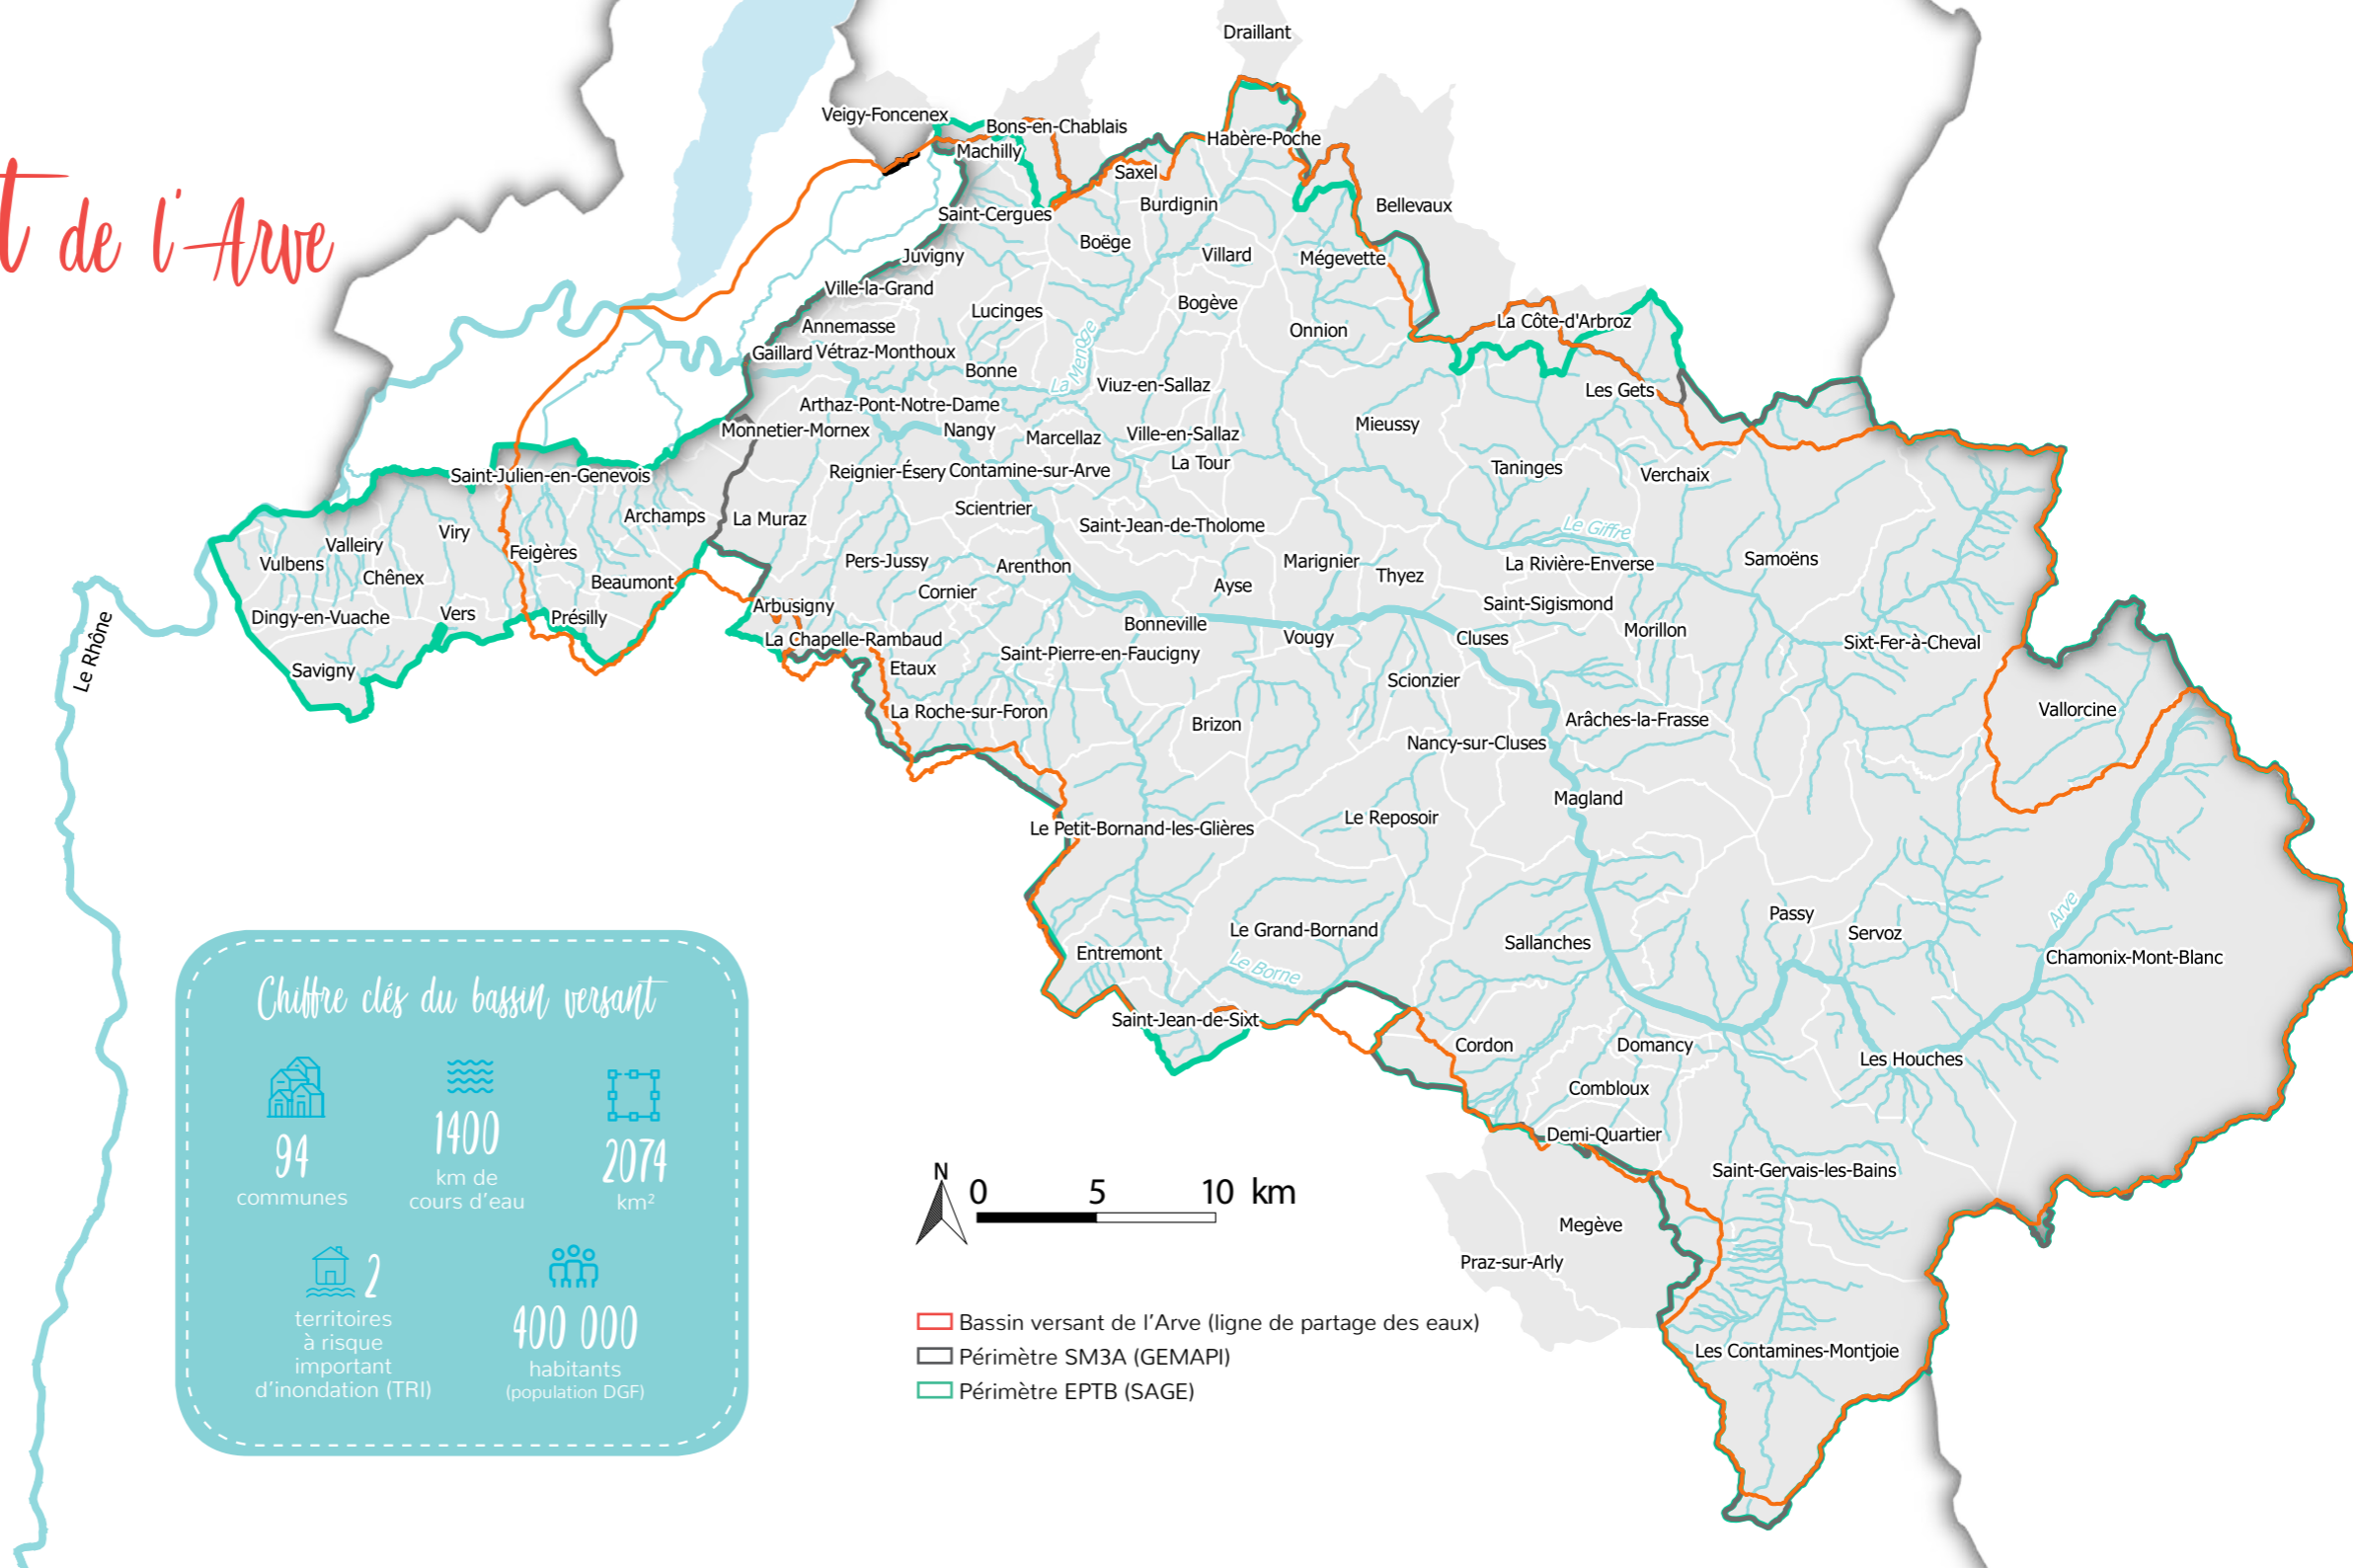 t de l'Arve
Draillant
Veigy-Foncenex
Bons-en-Chablais
Machilly
Habère-Poche
Saxel
Burdignin
Bellevaux
Saint-Cergues
Boëge
Juvigny
Villard
Mégevette
Ville-la-Grand
Lucinges
Bogève
Annemasse
Onnion
La Côte-d'Arbroz
Gaillard
Vétraz-Monthoux
La Menoge
Bonne
Viuz-en-Sallaz
Les Gets
Arthaz-Pont-Notre-Dame
Monnetier-Mornex
Nangy
Marcellaz
Ville-en-Sallaz
Mieussy
La Tour
Saint-Julien-en-Genevois
Reignier-Ésery
Contamine-sur-Arve
Taninges
Verchaix
Archamps
La Muraz
Scientrier
Saint-Jean-de-Tholome
Le Giffre
Viry
Valleiry
Feigères
Vulbens
Chênex
Beaumont
Pers-Jussy
Arenthon
Marignier
Thyez
La Rivière-Enverse
Samoëns
Cornier
Ayse
Saint-Sigismond
Arbusigny
Dingy-en-Vuache
Vers
Présilly
Bonneville
Vougy
Cluses
Morillon
Sixt-Fer-à-Cheval
La Chapelle-Rambaud
Saint-Pierre-en-Faucigny
Le Rhône
Savigny
Etaux
Scionzier
Vallorcine
La Roche-sur-Foron
Brizon
Arâches-la-Frasse
Nancy-sur-Cluses
Magland
Le Petit-Bornand-les-Glières
Le Reposoir
Passy
Arve
Le Grand-Bornand
Sallanches
Servoz
Entremont
Le Borne
Chamonix-Mont-Blanc
Saint-Jean-de-Sixt
Cordon
Domancy
Les Houches
Combloux
Demi-Quartier
Saint-Gervais-les-Bains
Megève
Praz-sur-Arly
Les Contamines-Montjoie
Chiffre clés du bassin versant
94
communes
1400
km de
cours d'eau
2074
km²
2
territoires
à risque
important
d'inondation (TRI)
400 000
habitants
(population DGF)
N
0 5 10 km
Bassin versant de l'Arve (ligne de partage des eaux)
Périmètre SM3A (GEMAPI)
Périmètre EPTB (SAGE)